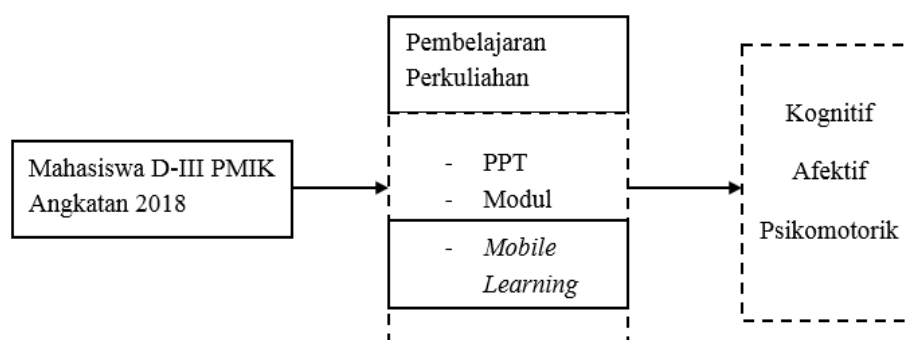 Mahasiswa D-III PMIK
Angkatan 2018
Pembelajaran
Perkuliahan
- PPT
- Modul
- Mobile
Learning
Kognitif
Afektif
Psikomotorik